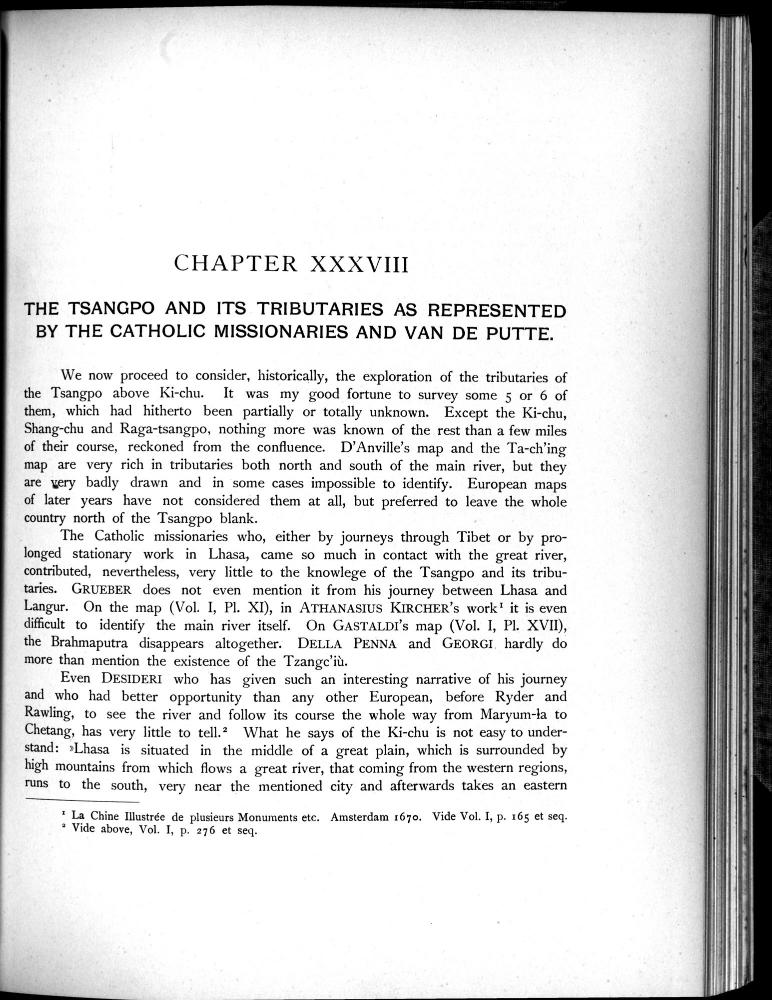 CHAPTER XXXVIII
THE TSANGPO AND ITS TRIBUTARIES AS REPRESENTED
BY THE CATHOLIC MISSIONARIES AND VAN DE PUTTE.
We now proceed to consider, historically, the exploration of the tributaries of
the Tsangpo above Ki-chu. It was my good fortune to survey some 5 or 6 of
them, which had hitherto been partially or totally unknown. Except the Ki-chu,
Shang-chu and Raga-tsangpo, nothing more was known of the rest than a few miles
of their course, reckoned from the confluence. D'Anville's map and the Ta-ch'ing
map are very rich in tributaries both north and south of the main river, but they
are very badly drawn and in some cases impossible to identify. European maps
of later years have not considered them at all, but preferred to leave the whole
country north of the Tsangpo blank.
The Catholic missionaries who, either by journeys through Tibet or by pro-
longed stationary work in Lhasa, came so much in contact with the great river,
contributed, nevertheless, very little to the knowlege of the Tsangpo and its tribu-
taries. GRUEBER does not even mention it from his journey between Lhasa and
Langur. On the map (Vol. I, Pl. XI), in ATHANASIUS KIRCHER's work¹ it is even
difficult to identify the main river itself. On GASTALDI's map (Vol. I, Pl. XVII),
the Brahmaputra disappears altogether. DELLA PENNA and GEORGI hardly do
more than mention the existence of the Tzangc'iù.
Even DESIDERI who has given such an interesting narrative of his journey
and who had better opportunity than any other European, before Ryder and
Rawling, to see the river and follow its course the whole way from Maryum-la to
Chetang, has very little to tell.² What he says of the Ki-chu is not easy to under-
stand: »Lhasa is situated in the middle of a great plain, which is surrounded by
high mountains from which flows a great river, that coming from the western regions,
runs to the south, very near the mentioned city and afterwards takes an eastern
¹ La Chine Illustrée de plusieurs Monuments etc. Amsterdam 1670. Vide Vol. I, p. 165 et seq.
² Vide above, Vol. I, p. 276 et seq.